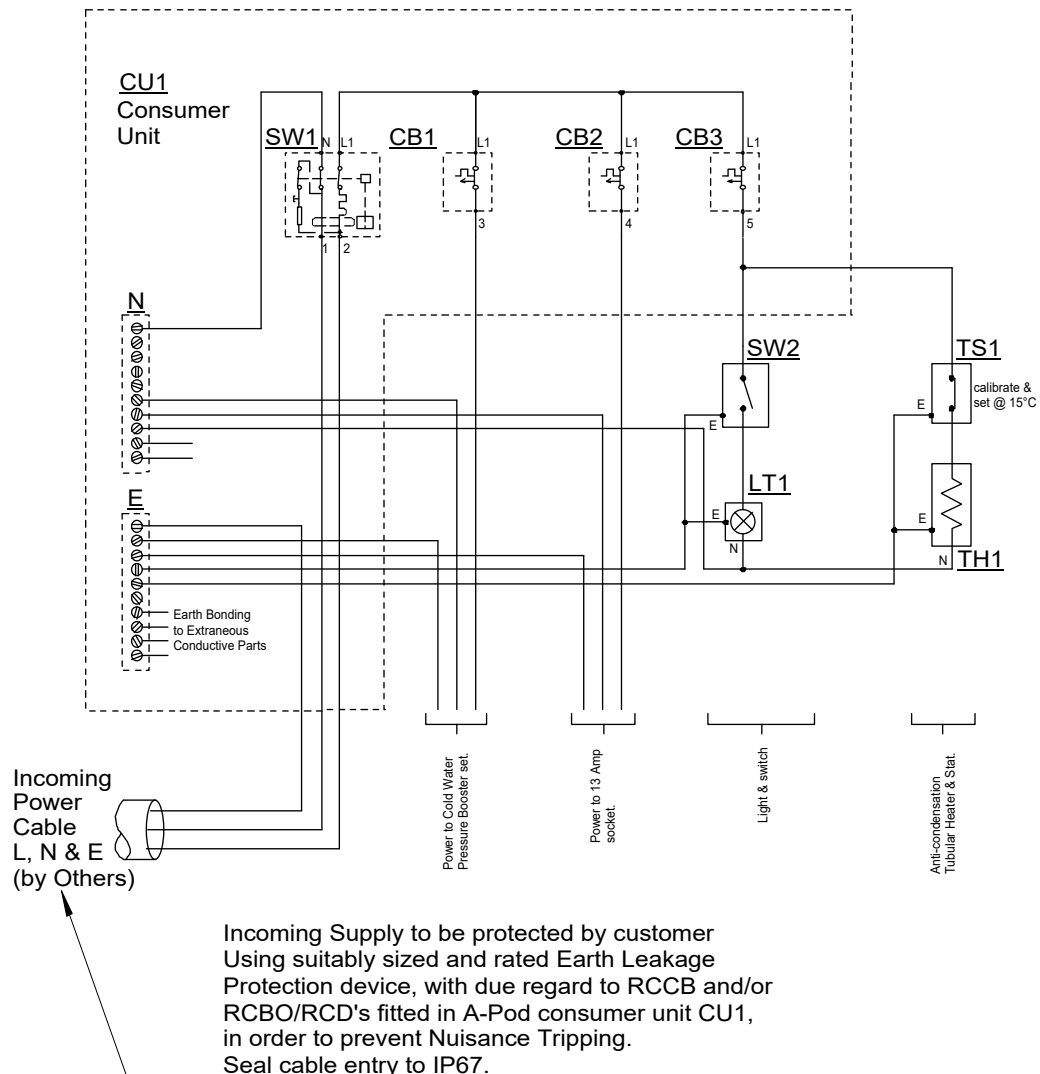 CU1
Consumer
Unit
SW1
N
L1
CB1
L1
CB2
L1
CB3
L1
1
2
3
4
5
N
SW2
E
TS1
calibrate &
set @ 15°C
E
LT1
E
N
E
N
TH1
E
Earth Bonding
to Extraneous
Conductive Parts
Incoming
Power
Cable
L, N & E
(by Others)
Power to Cold Water
Pressure Booster set.
Power to 13 Amp
socket.
Light & switch
Anti-condensation
Tubular Heater & Stat.
Incoming Supply to be protected by customer
Using suitably sized and rated Earth Leakage
Protection device, with due regard to RCCB and/or
RCBO/RCD's fitted in A-Pod consumer unit CU1,
in order to prevent Nuisance Tripping.
Seal cable entry to IP67.